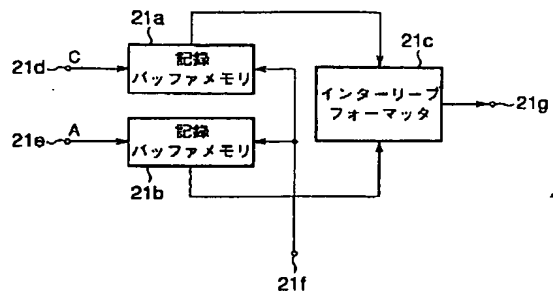 21a
21c
21d
C
記録
バッファメモリ
インターリーブ
フォーマッタ
21g
21e
A
記録
バッファメモリ
21b
21f